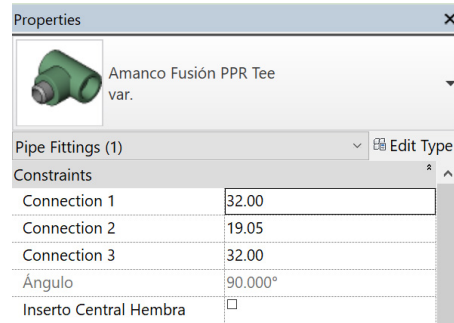 Properties
Amanco Fusión PPR Tee
var.
Pipe Fittings (1)
Edit Type
Constraints
Connection 1 32.00
Connection 2 19.05
Connection 3 32.00
Ángulo 90.000°
Inserto Central Hembra